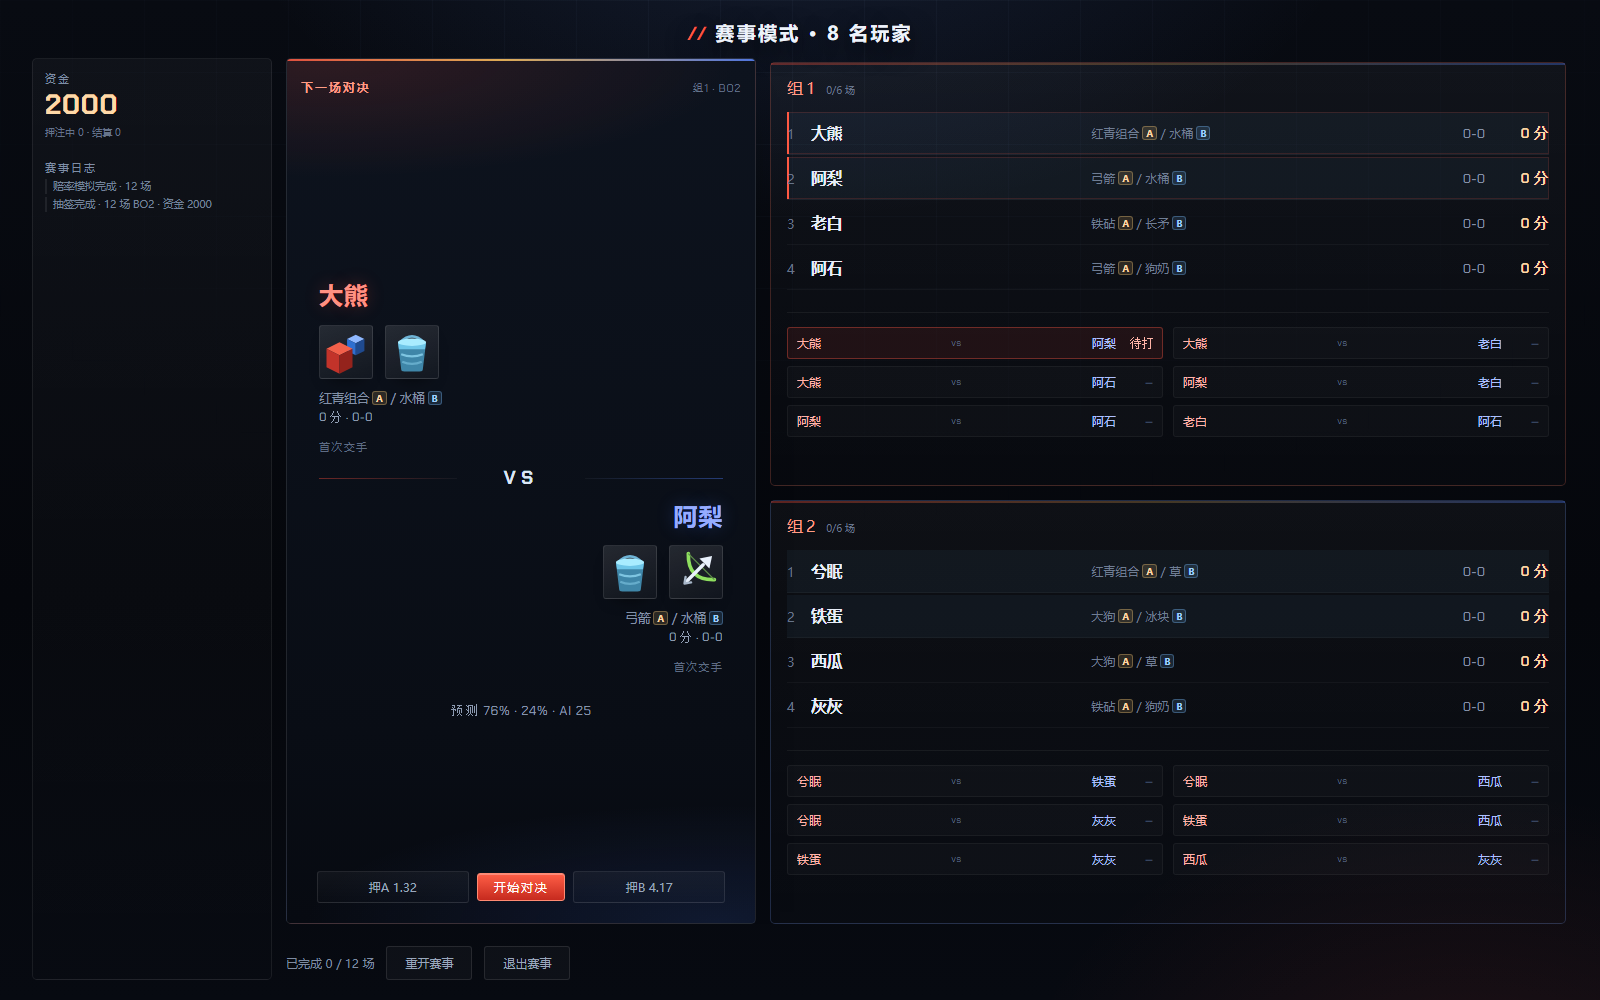 // 赛事模式 • 8 名玩家
资金
2000
押注中 0 · 结算 0
赛事日志
赔率模拟完成 · 12 场
抽签完成 · 12 场 BO2 · 资金 2000
下一场对决
组1 · BO2
大熊
红青组合 A / 水桶 B
0 分 · 0-0
首次交手
VS
阿梨
弓箭 A / 水桶 B
0 分 · 0-0
首次交手
预测 76% · 24% · AI 25
押A 1.32
开始对决
押B 4.17
已完成 0 / 12 场
重开赛事
退出赛事
组1 0/6 场
1 大熊 红青组合 A / 水桶 B 0-0 0 分
2 阿梨 弓箭 A / 水桶 B 0-0 0 分
3 老白 铁砧 A / 长矛 B 0-0 0 分
4 阿石 弓箭 A / 狗奶 B 0-0 0 分
大熊 vs 阿梨 待打
大熊 vs 老白 –
大熊 vs 阿石 –
阿梨 vs 老白 –
阿梨 vs 阿石 –
老白 vs 阿石 –
组2 0/6 场
1 兮眠 红青组合 A / 草 B 0-0 0 分
2 铁蛋 大狗 A / 冰块 B 0-0 0 分
3 西瓜 大狗 A / 草 B 0-0 0 分
4 灰灰 铁砧 A / 狗奶 B 0-0 0 分
兮眠 vs 铁蛋 –
兮眠 vs 西瓜 –
兮眠 vs 灰灰 –
铁蛋 vs 西瓜 –
铁蛋 vs 灰灰 –
西瓜 vs 灰灰 –